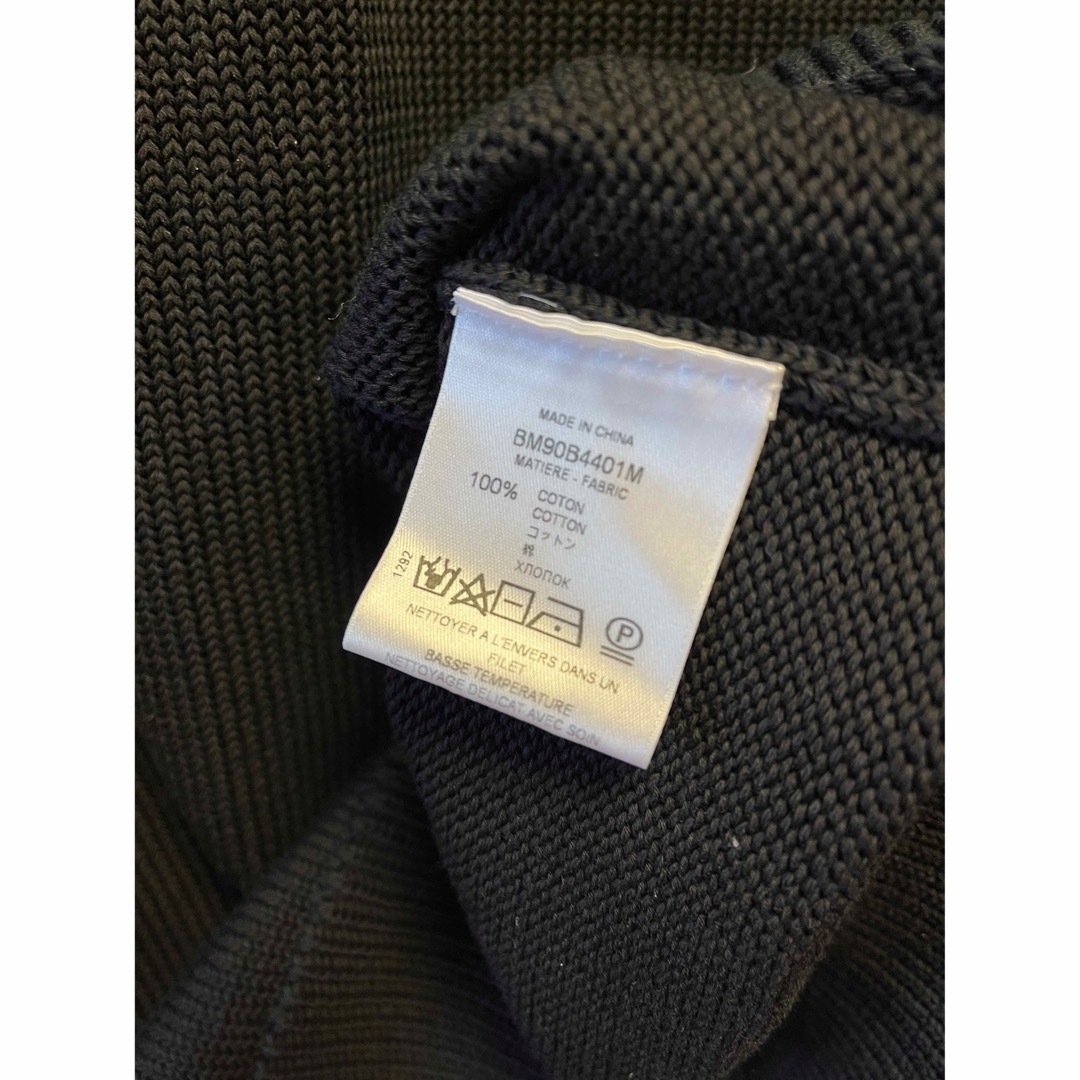 MADE IN CHINA
BM90B4401M
MATIERE - FABRIC
100% COTON
COTTON
コットン
棉
ХЛОПОК
1292
P
NETTOYER A L'ENVERS DANS UN
FILET
BASSE TEMPERATURE
NETTOYAGE DELICAT AVEC SOIN